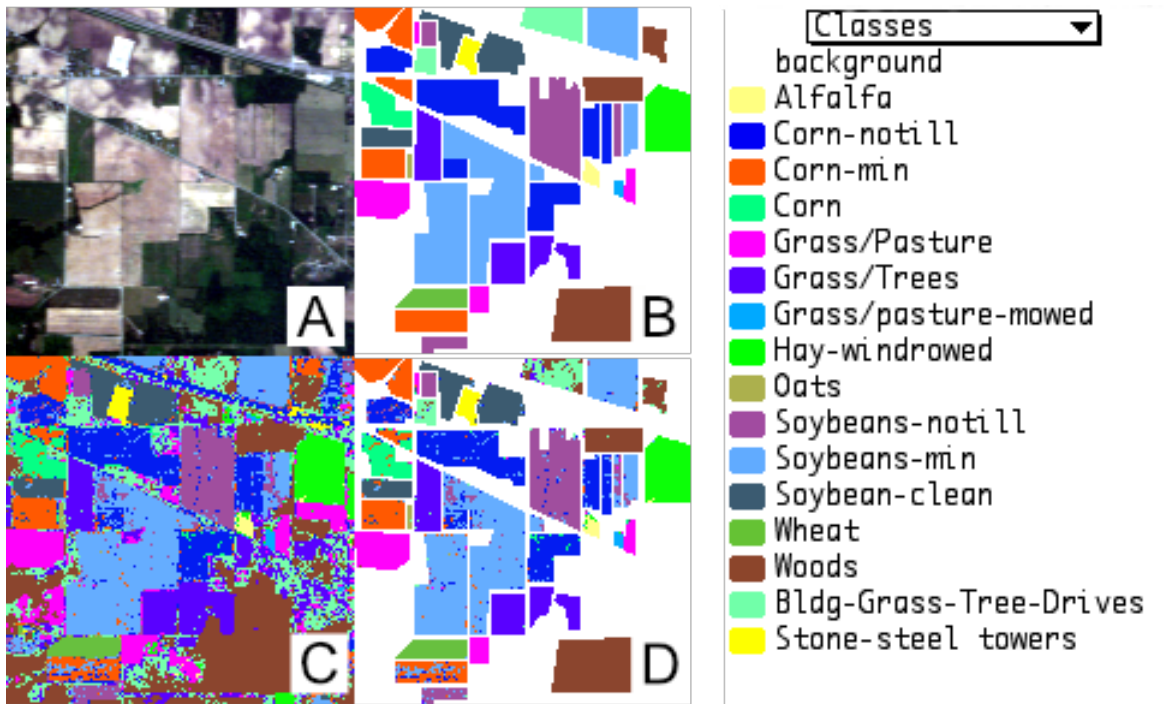 A
B
C
D
Classes
background
Alfalfa
Corn-notill
Corn-min
Corn
Grass/Pasture
Grass/Trees
Grass/pasture-mowed
Hay-windrowed
Oats
Soybeans-notill
Soybeans-min
Soybean-clean
Wheat
Woods
Bldg-Grass-Tree-Drives
Stone-steel towers